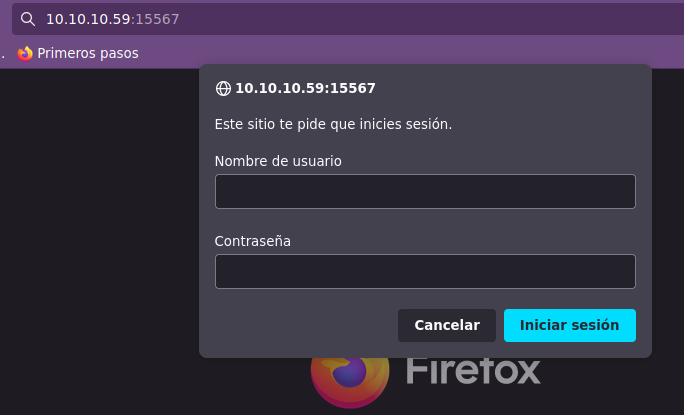 10.10.10.59:15567
. Primeros pasos
10.10.10.59:15567
Este sitio te pide que inicies sesión.
Nombre de usuario
Contraseña
Cancelar Iniciar sesión
Firefox